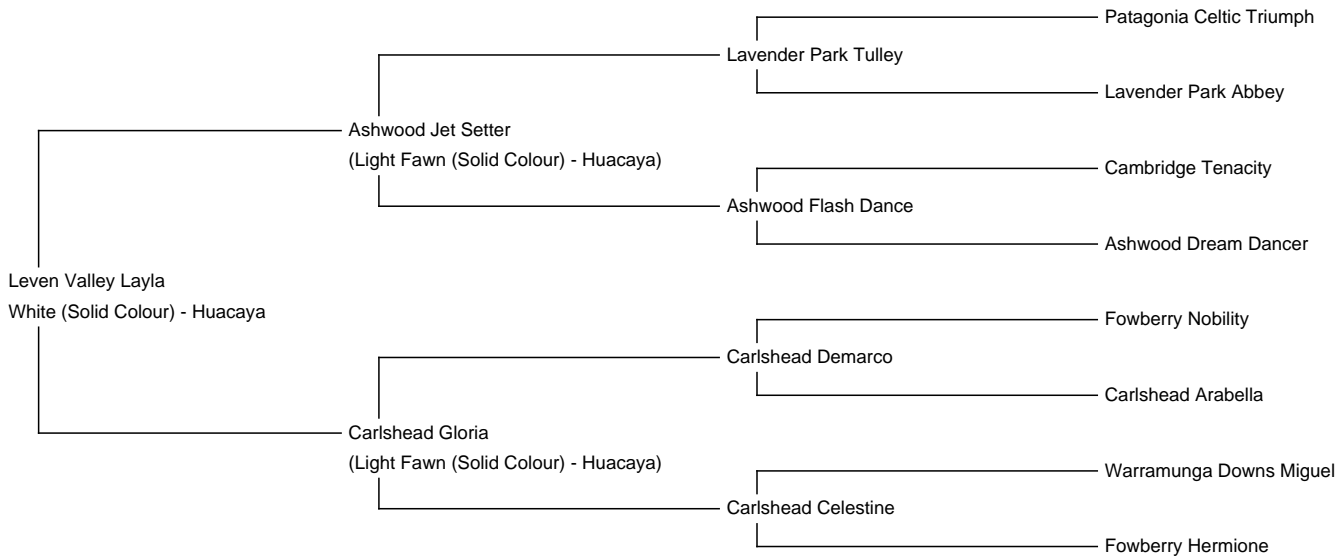 Patagonia Celtic Triumph
Lavender Park Tulley
Lavender Park Abbey
Ashwood Jet Setter
(Light Fawn (Solid Colour) - Huacaya)
Cambridge Tenacity
Ashwood Flash Dance
Ashwood Dream Dancer
Leven Valley Layla
White (Solid Colour) - Huacaya
Fowberry Nobility
Carlshead Demarco
Carlshead Arabella
Carlshead Gloria
(Light Fawn (Solid Colour) - Huacaya)
Warramunga Downs Miguel
Carlshead Celestine
Fowberry Hermione